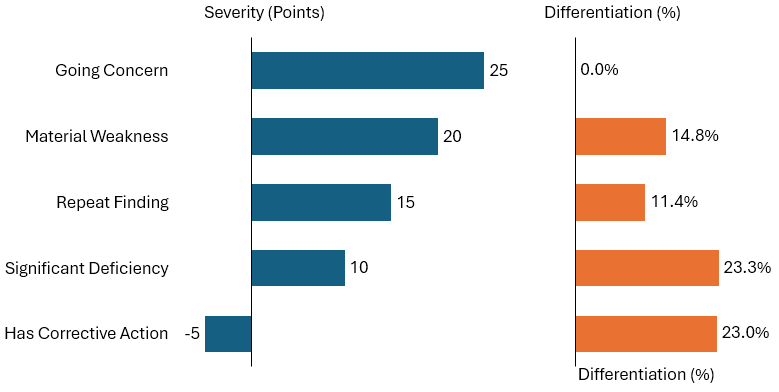 Severity (Points) Differentiation (%)
Going Concern 25 0.0%
Material Weakness 20 14.8%
Repeat Finding 15 11.4%
Significant Deficiency 10 23.3%
Has Corrective Action -5 23.0%
Differentiation (%)